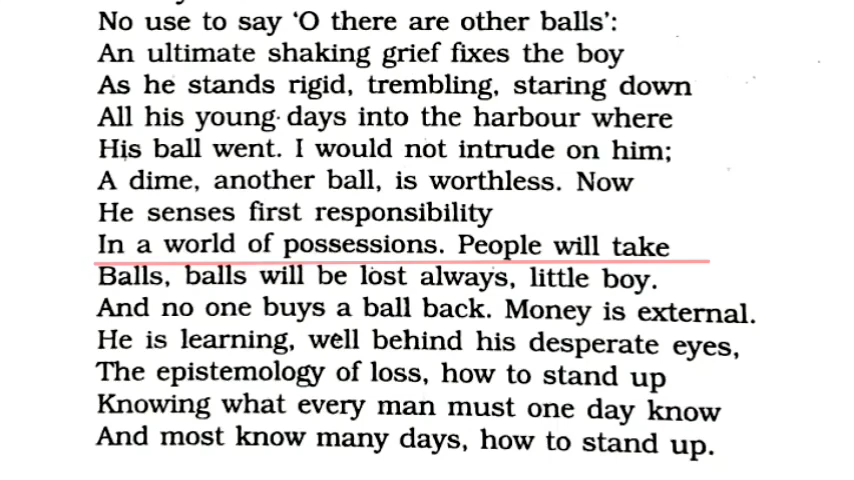 No use to say ‘O there are other balls’:
An ultimate shaking grief fixes the boy
As he stands rigid, trembling, staring down
All his young days into the harbour where
His ball went. I would not intrude on him;
A dime, another ball, is worthless. Now
He senses first responsibility
In a world of possessions. People will take
Balls, balls will be lost always, little boy.
And no one buys a ball back. Money is external.
He is learning, well behind his desperate eyes,
The epistemology of loss, how to stand up
Knowing what every man must one day know
And most know many days, how to stand up.